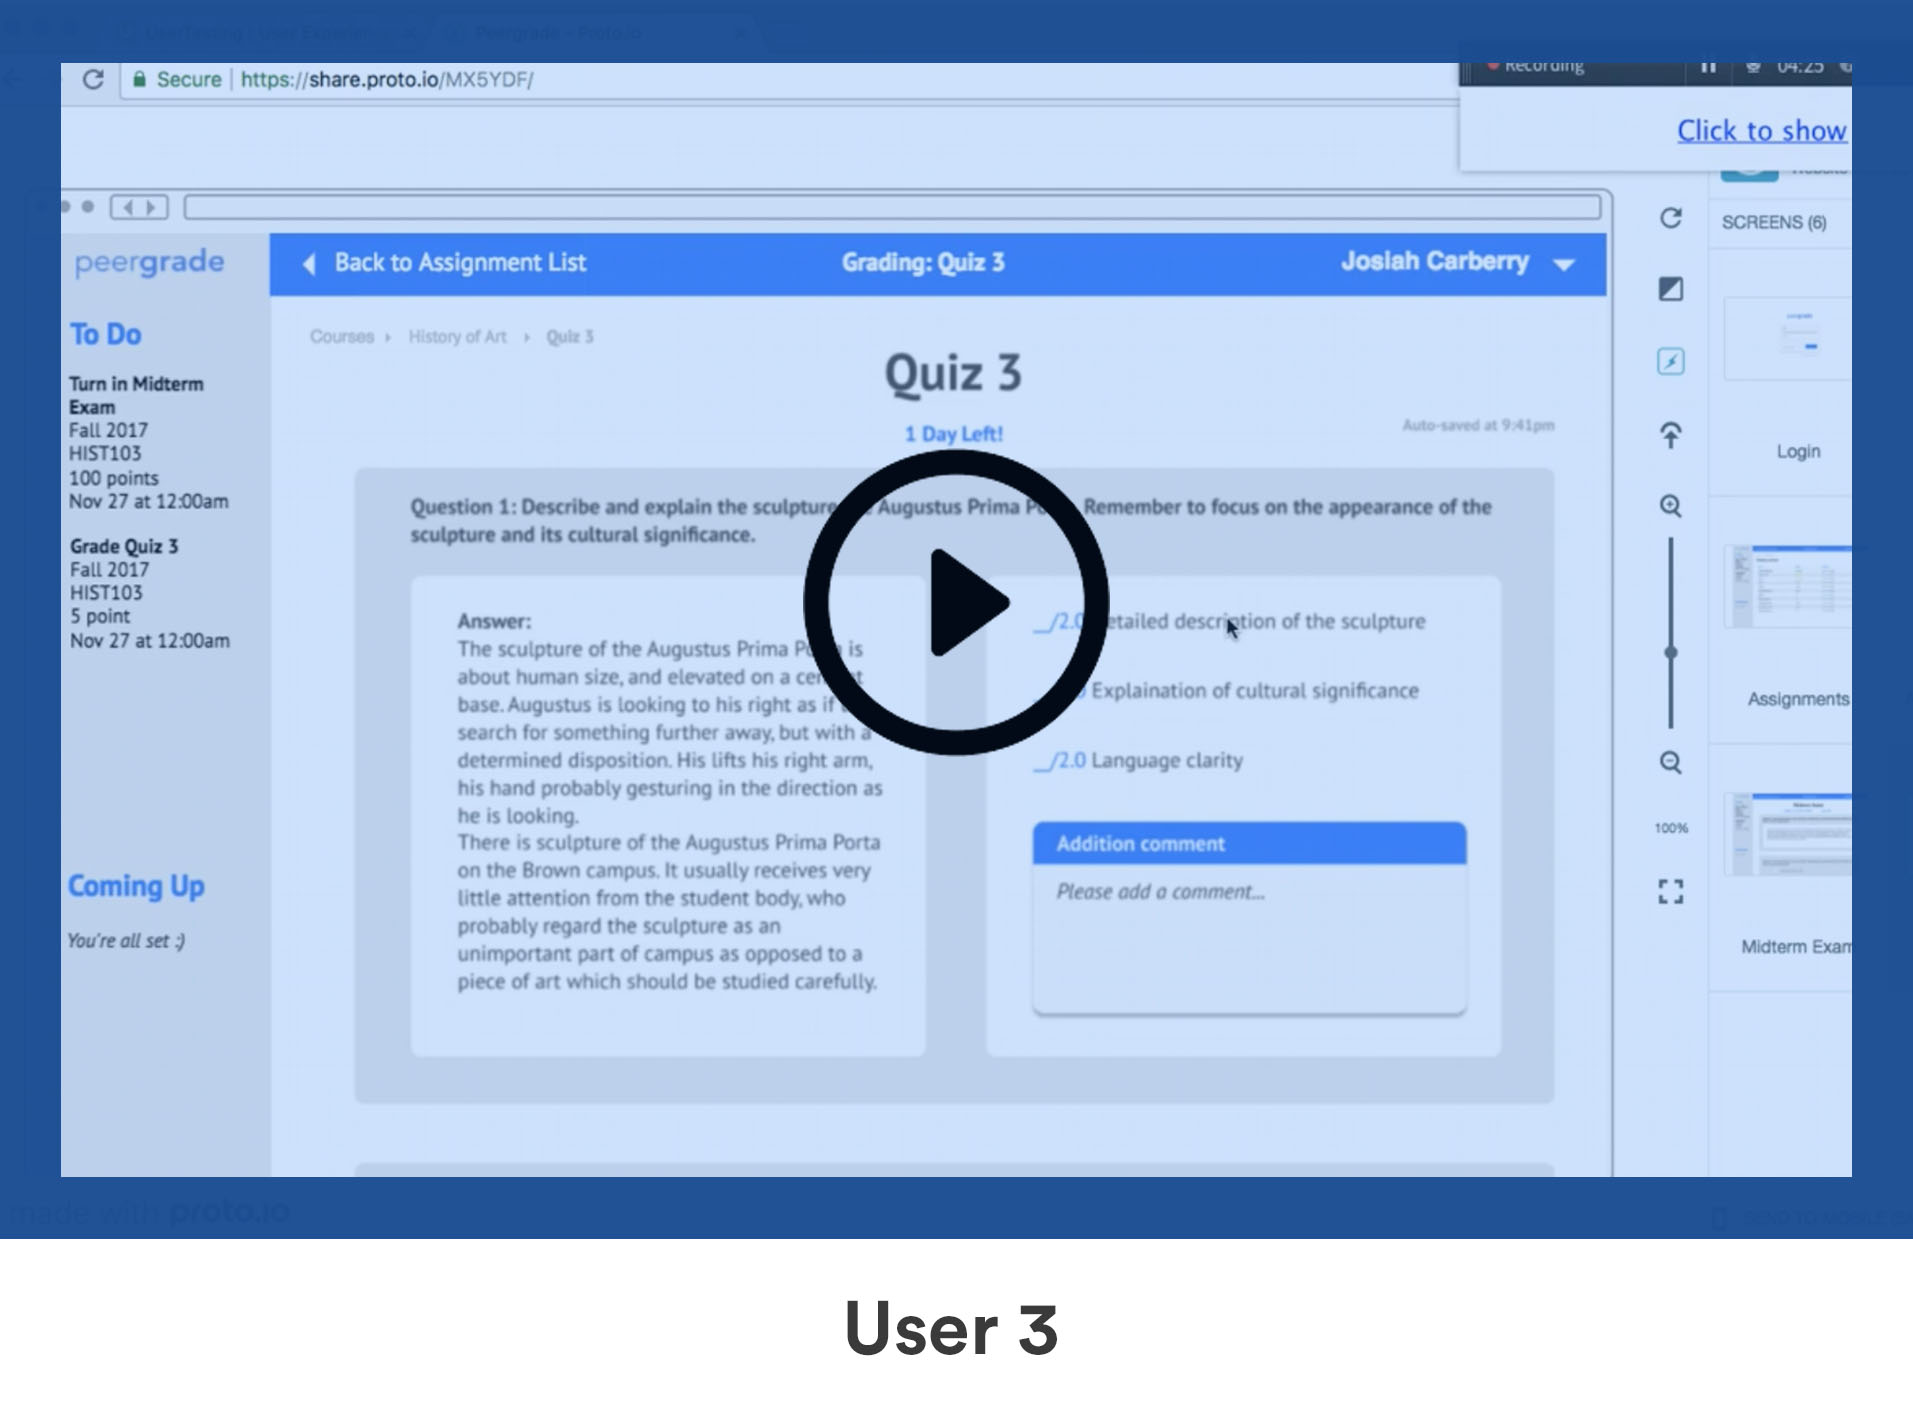 Peergrade - Proto.io
Secure | https://share.proto.io/MX5YDF/
Recording 04:25
Click to show
Website
SCREENS (6)
peergrade
Back to Assignment List
Grading: Quiz 3
Josiah Carberry
To Do
Turn in Midterm
Exam
Fall 2017
HIST103
100 points
Nov 27 at 12:00am
Grade Quiz 3
Fall 2017
HIST103
5 point
Nov 27 at 12:00am
Coming Up
You're all set :)
Courses › History of Art › Quiz 3
Quiz 3
1 Day Left!
Auto-saved at 9:41pm
Question 1: Describe and explain the sculpture Augustus Prima Remember to focus on the appearance of the
sculpture and its cultural significance.
Answer:
The sculpture of the Augustus Prima is
about human size, and elevated on a
base. Augustus is looking to his right as if
search for something further away, but with a
determined disposition. His lifts his right arm,
his hand probably gesturing in the direction as
he is looking.
There is sculpture of the Augustus Prima Porta
on the Brown campus. It usually receives very
little attention from the student body, who
probably regard the sculpture as an
unimportant part of campus as opposed to a
piece of art which should be studied carefully.
__/2.0 etailed description of the sculpture
Explaination of cultural significance
__/2.0 Language clarity
Addition comment
Please add a comment...
Login
Assignments
100%
Midterm Exam
made with proto.io
User 3